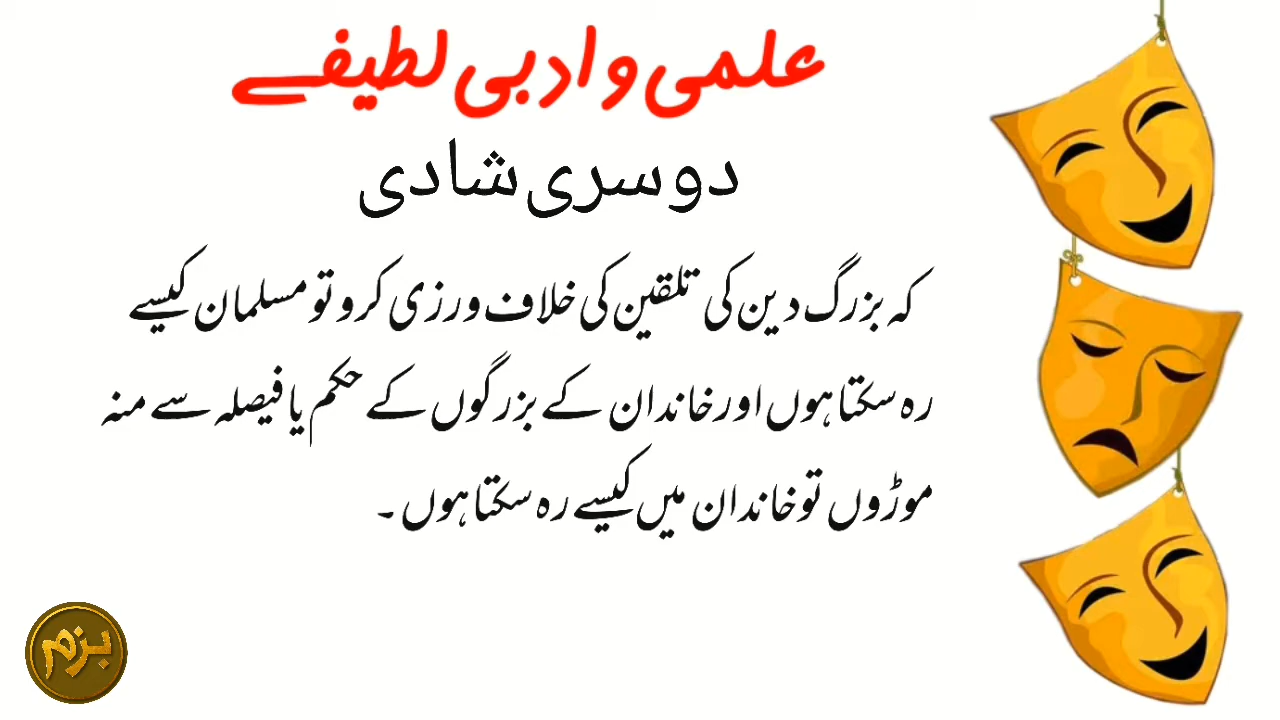 علمی و ادبی لطیفے
دوسری شادی
کہ بزرگ دین کی تلقین کی خلاف ورزی کرو تو مسلمان کیسے
رہ سکتا ہوں اور خاندان کے بزرگوں کے حکم یا فیصلہ سے منہ
موڑوں تو خاندان میں کیسے رہ سکتا ہوں۔
بزم